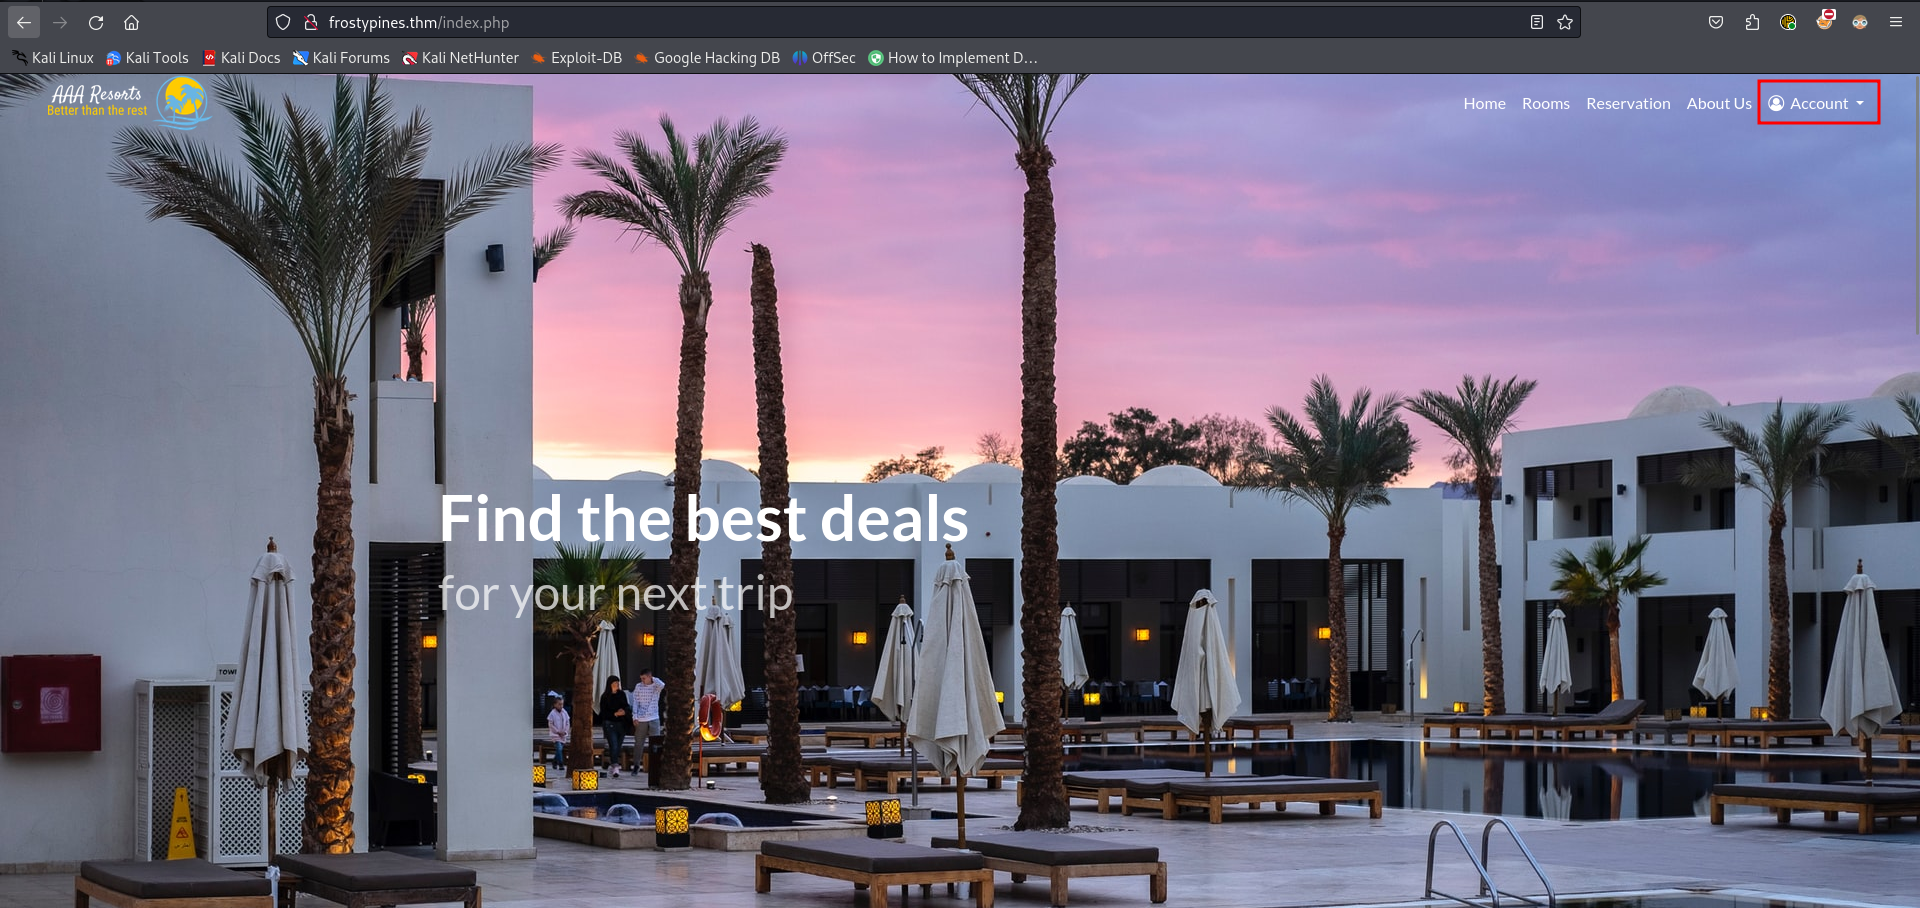 frostypines.thm/index.php
Kali Linux Kali Tools Kali Docs Kali Forums Kali NetHunter Exploit-DB Google Hacking DB OffSec How to Implement D…
AAA Resorts
Better than the rest
Home Rooms Reservation About Us Account
Find the best deals
for your next trip
TOWE